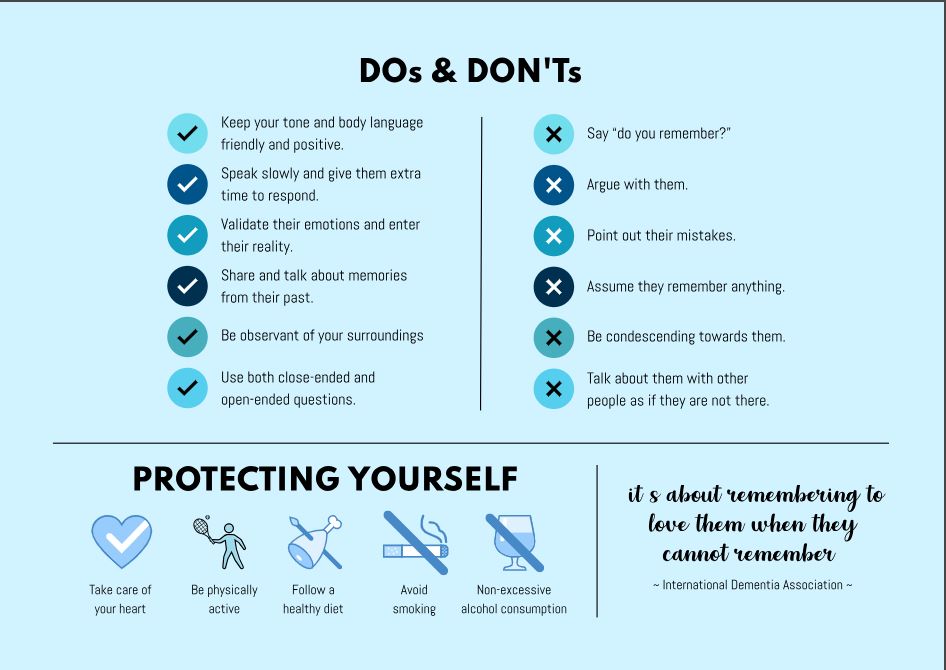 DOs & DON'Ts
Keep your tone and body language
friendly and positive.
Speak slowly and give them extra
time to respond.
Validate their emotions and enter
their reality.
Share and talk about memories
from their past.
Be observant of your surroundings
Use both close-ended and
open-ended questions.
Say “do you remember?”
Argue with them.
Point out their mistakes.
Assume they remember anything.
Be condescending towards them.
Talk about them with other
people as if they are not there.
PROTECTING YOURSELF
Take care of
your heart
Be physically
active
Follow a
healthy diet
Avoid
smoking
Non-excessive
alcohol consumption
it s about remembering to
love them when they
cannot remember
~ International Dementia Association ~